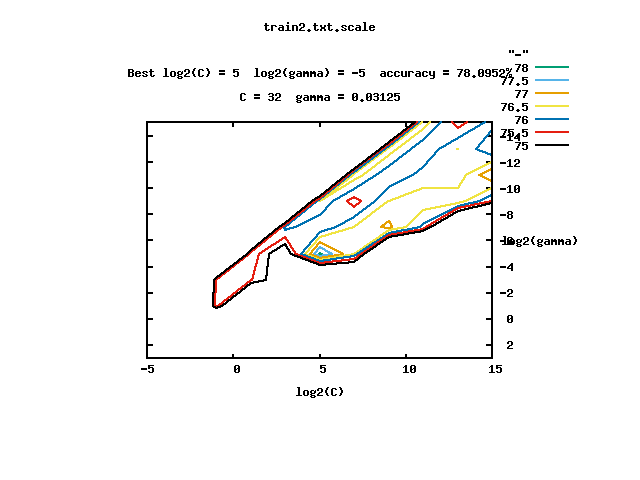 train2.txt.scale
"-"
Best log2(C) = 5 log2(gamma) = -5 accuracy = 78.0952%
C = 32 gamma = 0.03125
78
77.5
77
76.5
76
75.5
75
-14
-12
-10
-8
-6
log2(gamma)
-4
-2
0
2
-5 0 5 10 15
log2(C)